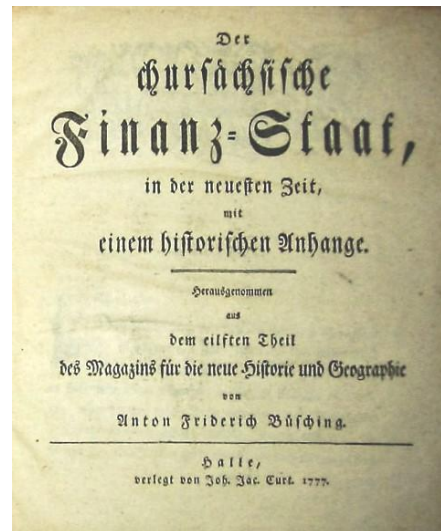 Der
chursächsische
Finanz-Staat,
in der neuesten Zeit,
mit
einem historischen Anhange.
Herausgenommen
aus
dem eilften Theil
des Magazins für die neue Historie und Geographie
von
Anton Friderich Büsching.
Halle,
verlegt von Joh. Jac. Curt. 1777.